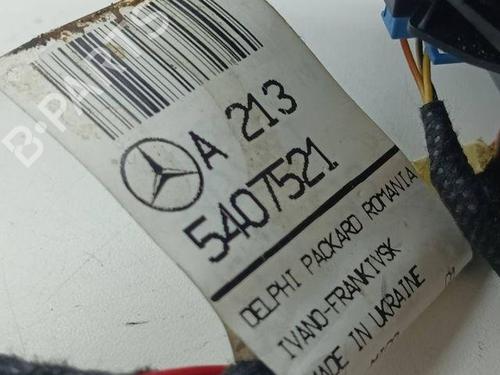 B-PARTS
A 213
5407521
DELPHI PACKARD ROMANIA
IVANO-FRANKIVSK
MADE IN UKRAINE